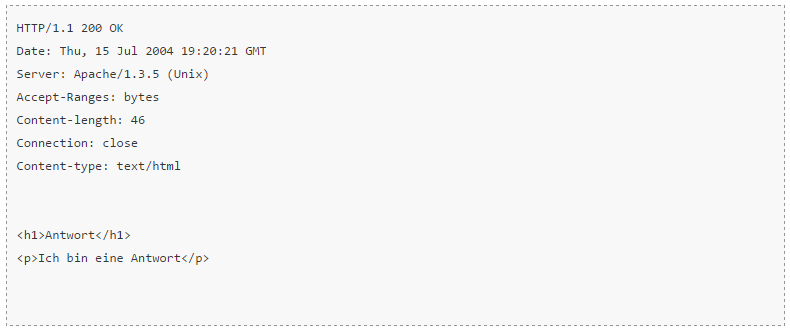 HTTP/1.1 200 OK
Date: Thu, 15 Jul 2004 19:20:21 GMT
Server: Apache/1.3.5 (Unix)
Accept-Ranges: bytes
Content-length: 46
Connection: close
Content-type: text/html
<h1>Antwort</h1>
<p>Ich bin eine Antwort</p>